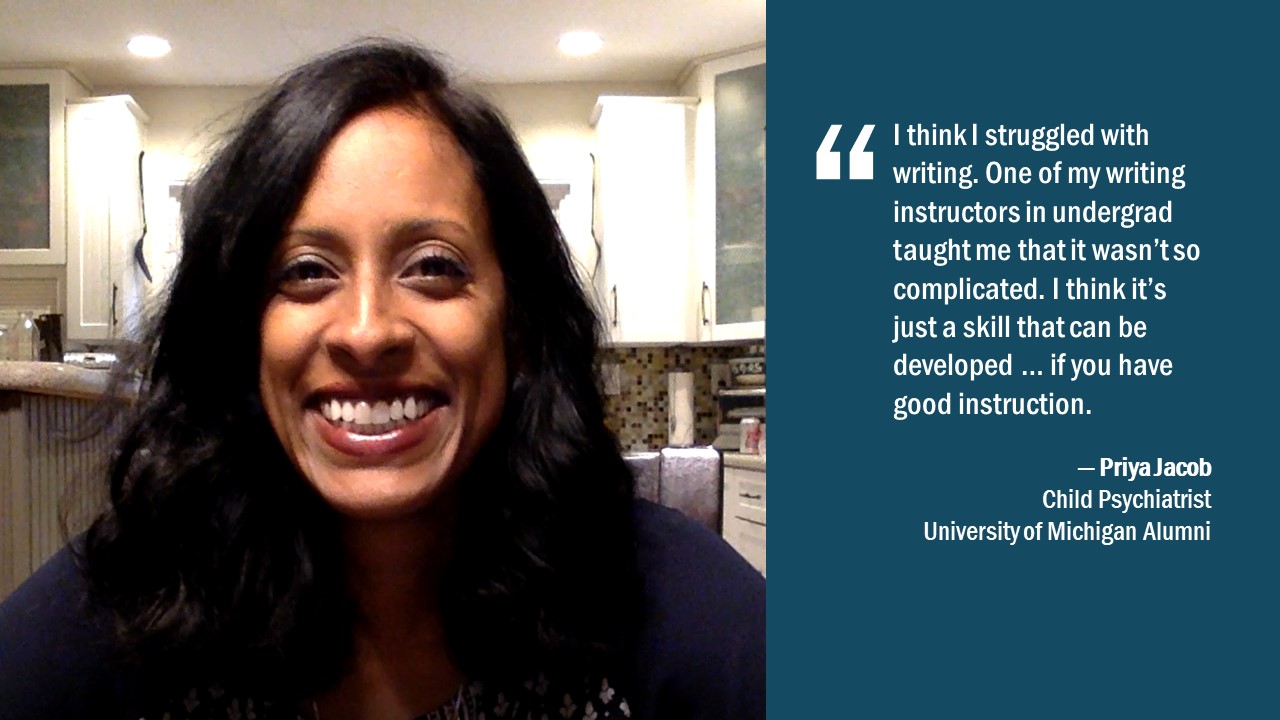 “ I think I struggled with
writing. One of my writing
instructors in undergrad
taught me that it wasn’t so
complicated. I think it’s
just a skill that can be
developed ... if you have
good instruction.
— Priya Jacob
Child Psychiatrist
University of Michigan Alumni